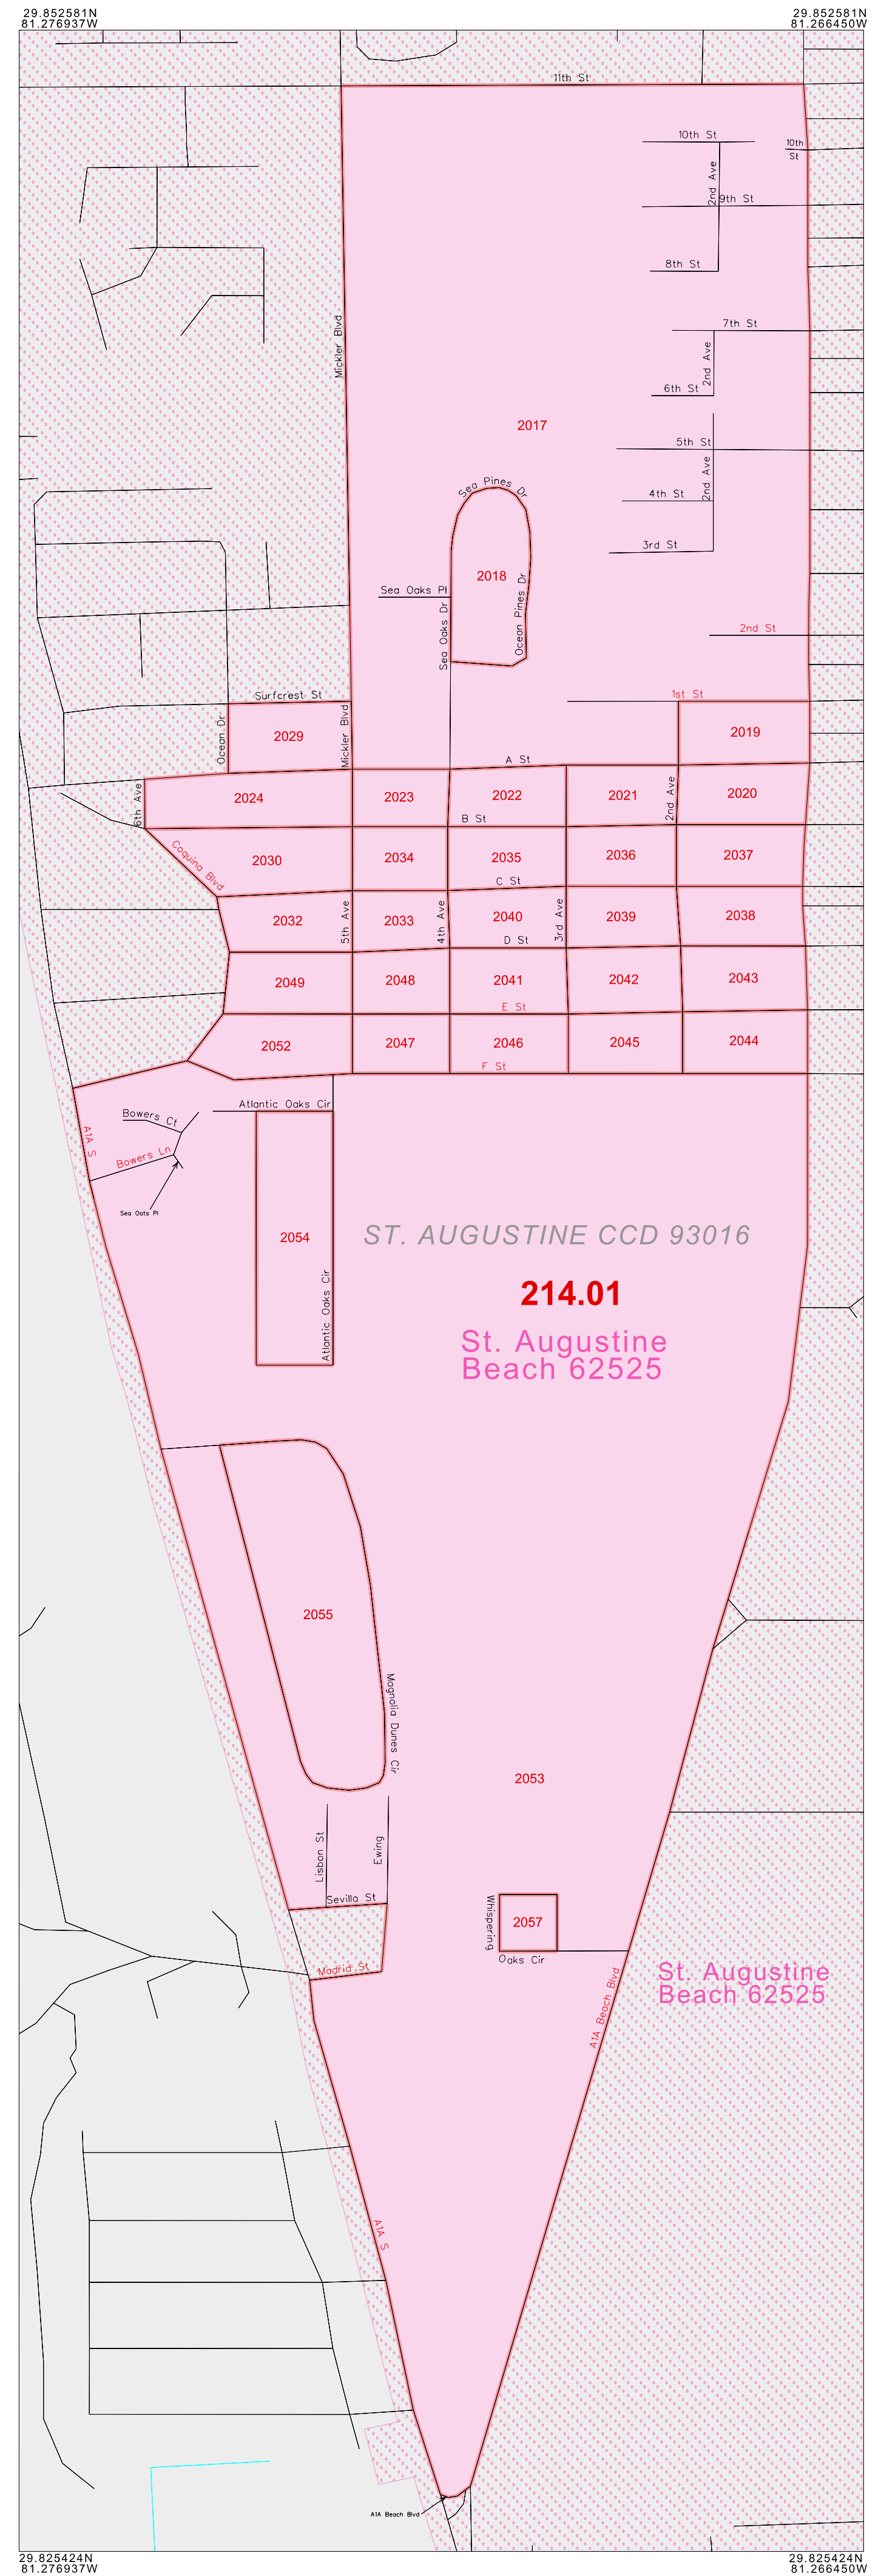 29.852581N
81.276937W
29.852581N
81.266450W
11th St
10th St
10th
St
2nd Ave
9th St
8th St
Mickler Blvd
7th St
2nd Ave
6th St
2017
5th St
2nd Ave
4th St
Sea Pines Dr
3rd St
2018
Sea Oaks Pl
Sea Oaks Dr
Ocean Pines Dr
2nd St
Surfcrest St
1st St
Ocean Dr
2029
Mickler Blvd
2019
A St
6th Ave
2024
2023
2022
2021
2nd Ave
2020
B St
Coquina Blvd
2030
2034
2035
2036
2037
C St
2032
5th Ave
2033
4th Ave
2040
3rd Ave
2039
2038
D St
2049
2048
2041
2042
2043
E St
2052
2047
2046
2045
2044
F St
Atlantic Oaks Cir
Bowers Ct
A1A S
Bowers Ln
Sea Oats Pl
2054
Atlantic Oaks Cir
ST. AUGUSTINE CCD 93016
214.01
St. Augustine
Beach 62525
2055
Magnolia Dunes Cir
2053
Lisbon St
Ewing
Sevilla St
Whispering
2057
Oaks Cir
Madrid St
St. Augustine
Beach 62525
A1A Beach Blvd
A1A S
A1A Beach Blvd
29.825424N
81.276937W
29.825424N
81.266450W